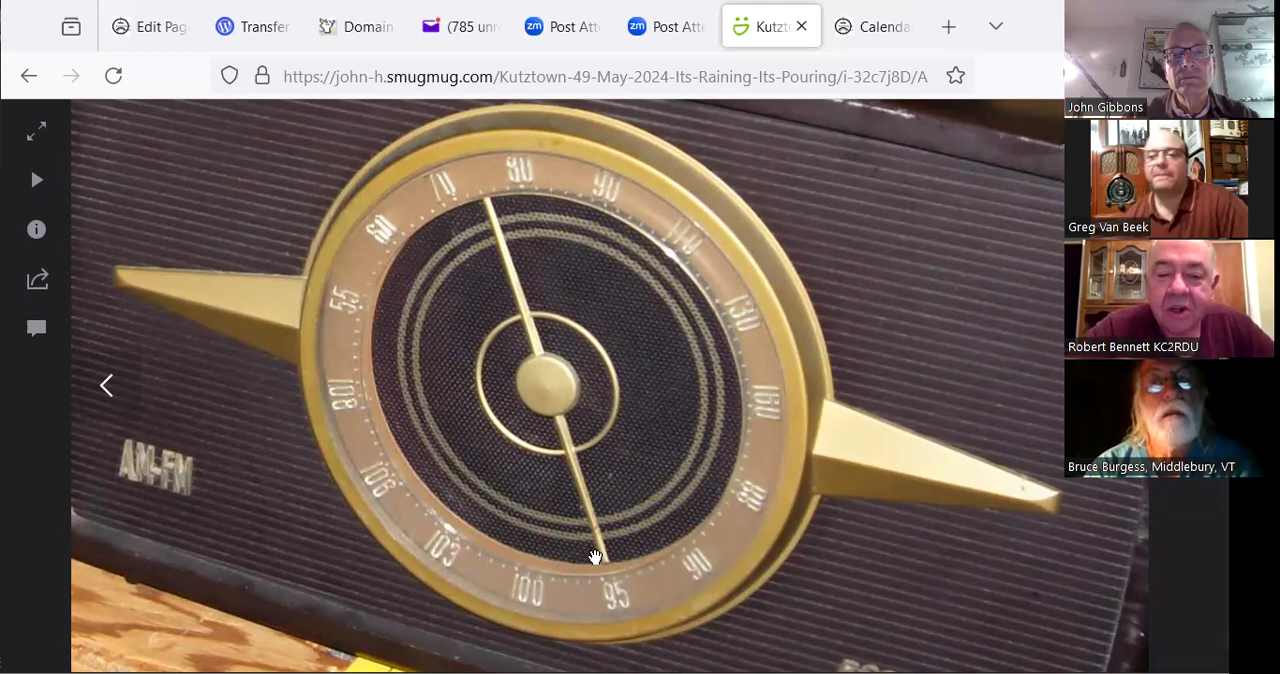 Edit Pag
Transfer
Domain
(785 unr
Post Att
Post Att
Kutzt
Calenda
https://john-h.smugmug.com/Kutztown-49-May-2024-Its-Raining-Its-Pouring/i-32c7j8D/A
John Gibbons
Greg Van Beek
Robert Bennett KC2RDU
Bruce Burgess, Middlebury, VT
55
60
70
80
90
110
130
160
88
90
95
100
103
106
108
AM-FM